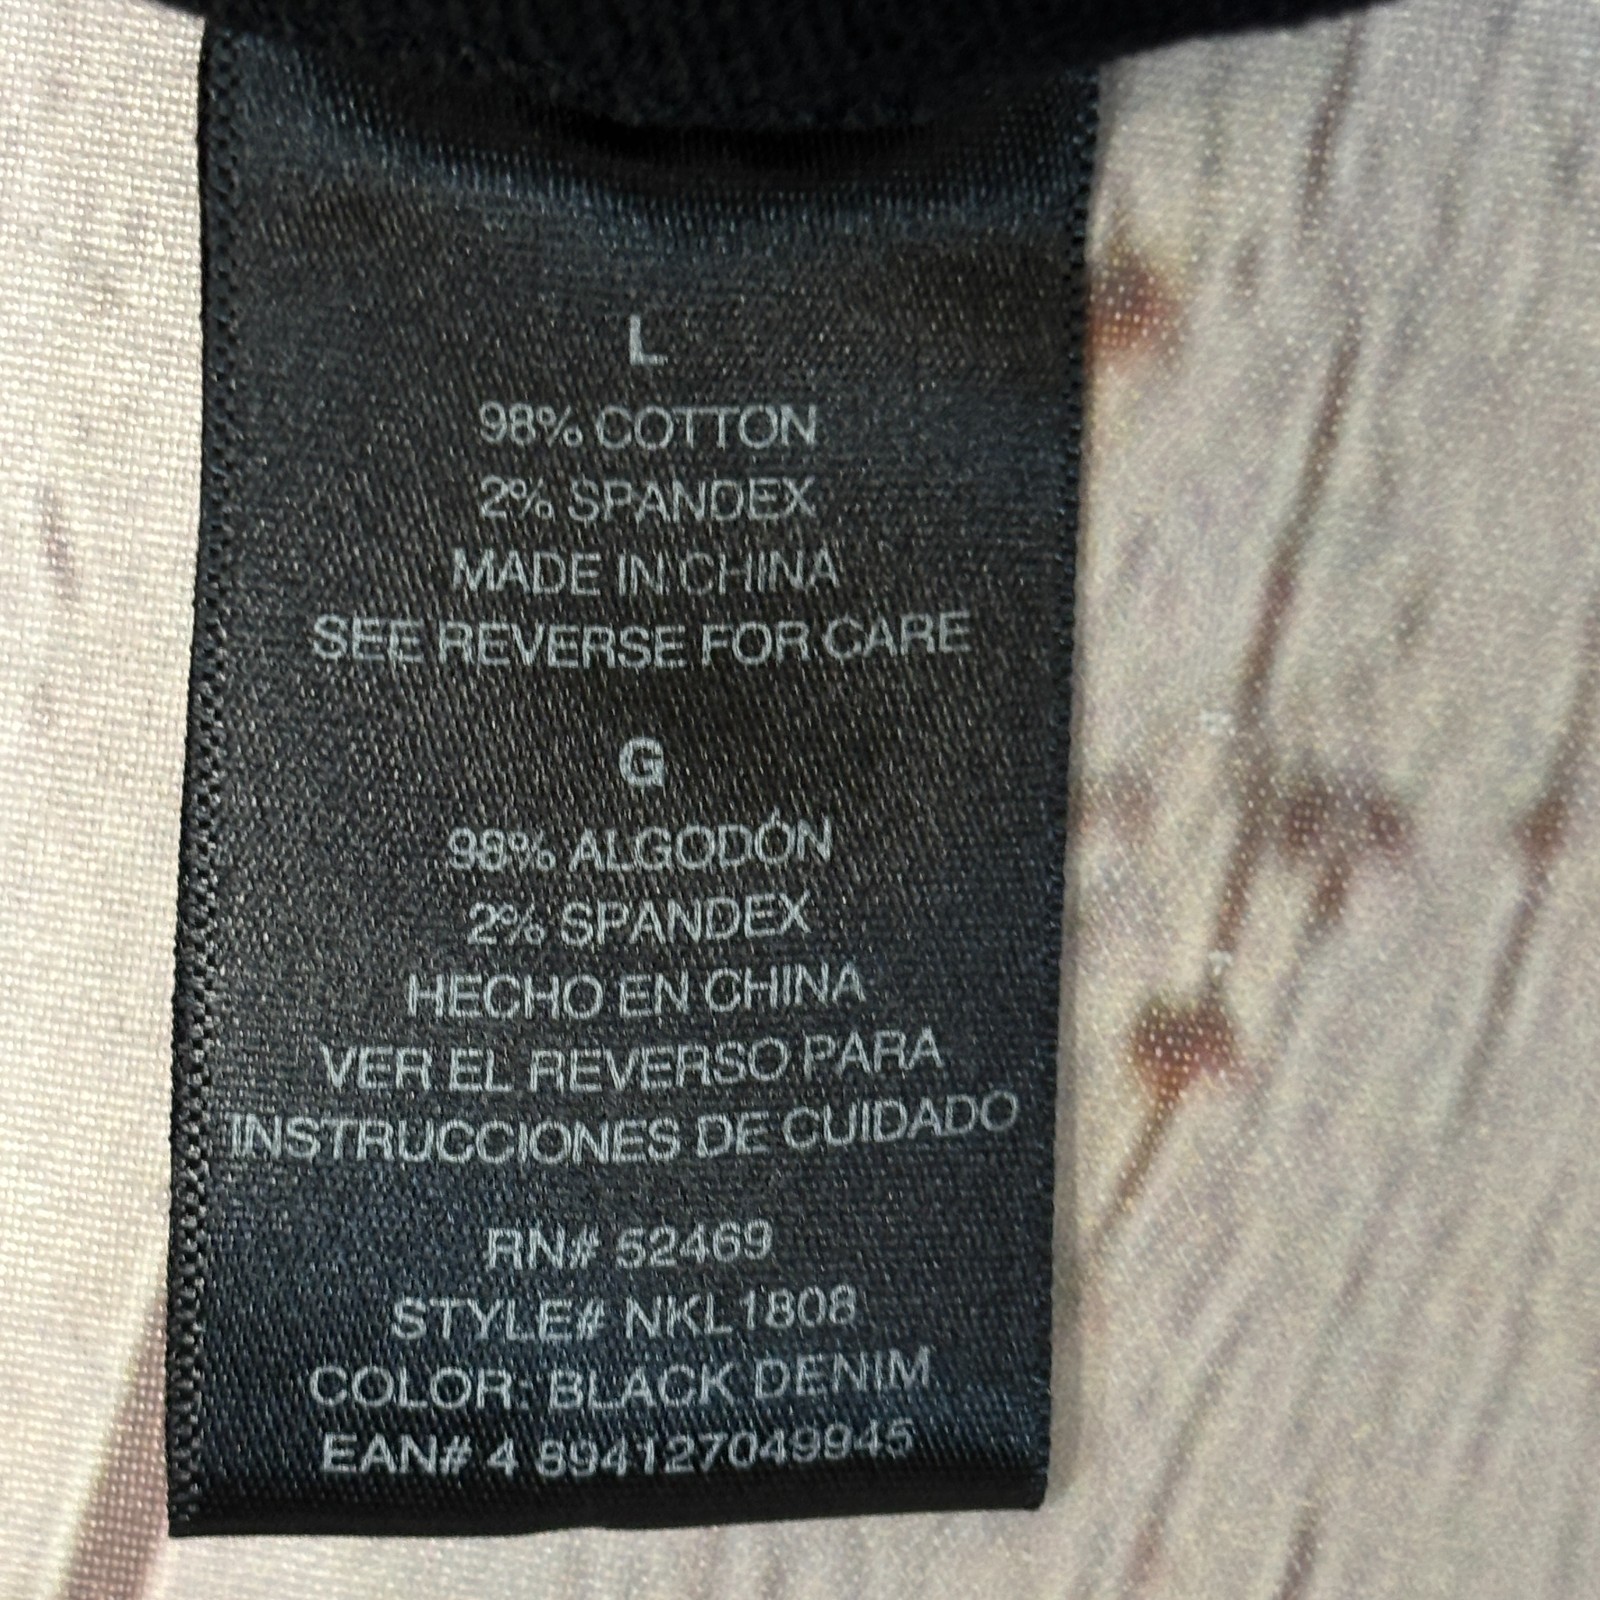 L
98% COTTON
2% SPANDEX
MADE IN CHINA
SEE REVERSE FOR CARE
G
98% ALGODÓN
2% SPANDEX
HECHO EN CHINA
VER EL REVERSO PARA
INSTRUCCIONES DE CUIDADO
RN# 52469
STYLE# NKL1808
COLOR: BLACK DENIM
EAN# 4 894127049945